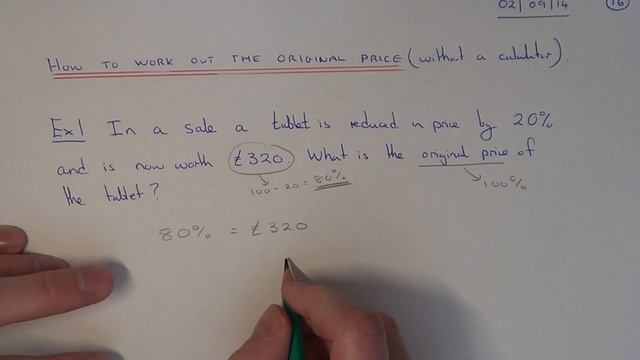 02/09/14 16
HOW TO WORK OUT THE ORIGINAL PRICE (without a calculator).
Ex1 In a sale a tablet is reduced in price by 20%
and is now worth £320. What is the original price of
the tablet?
100 - 20 = 80%
100%
80% = £320